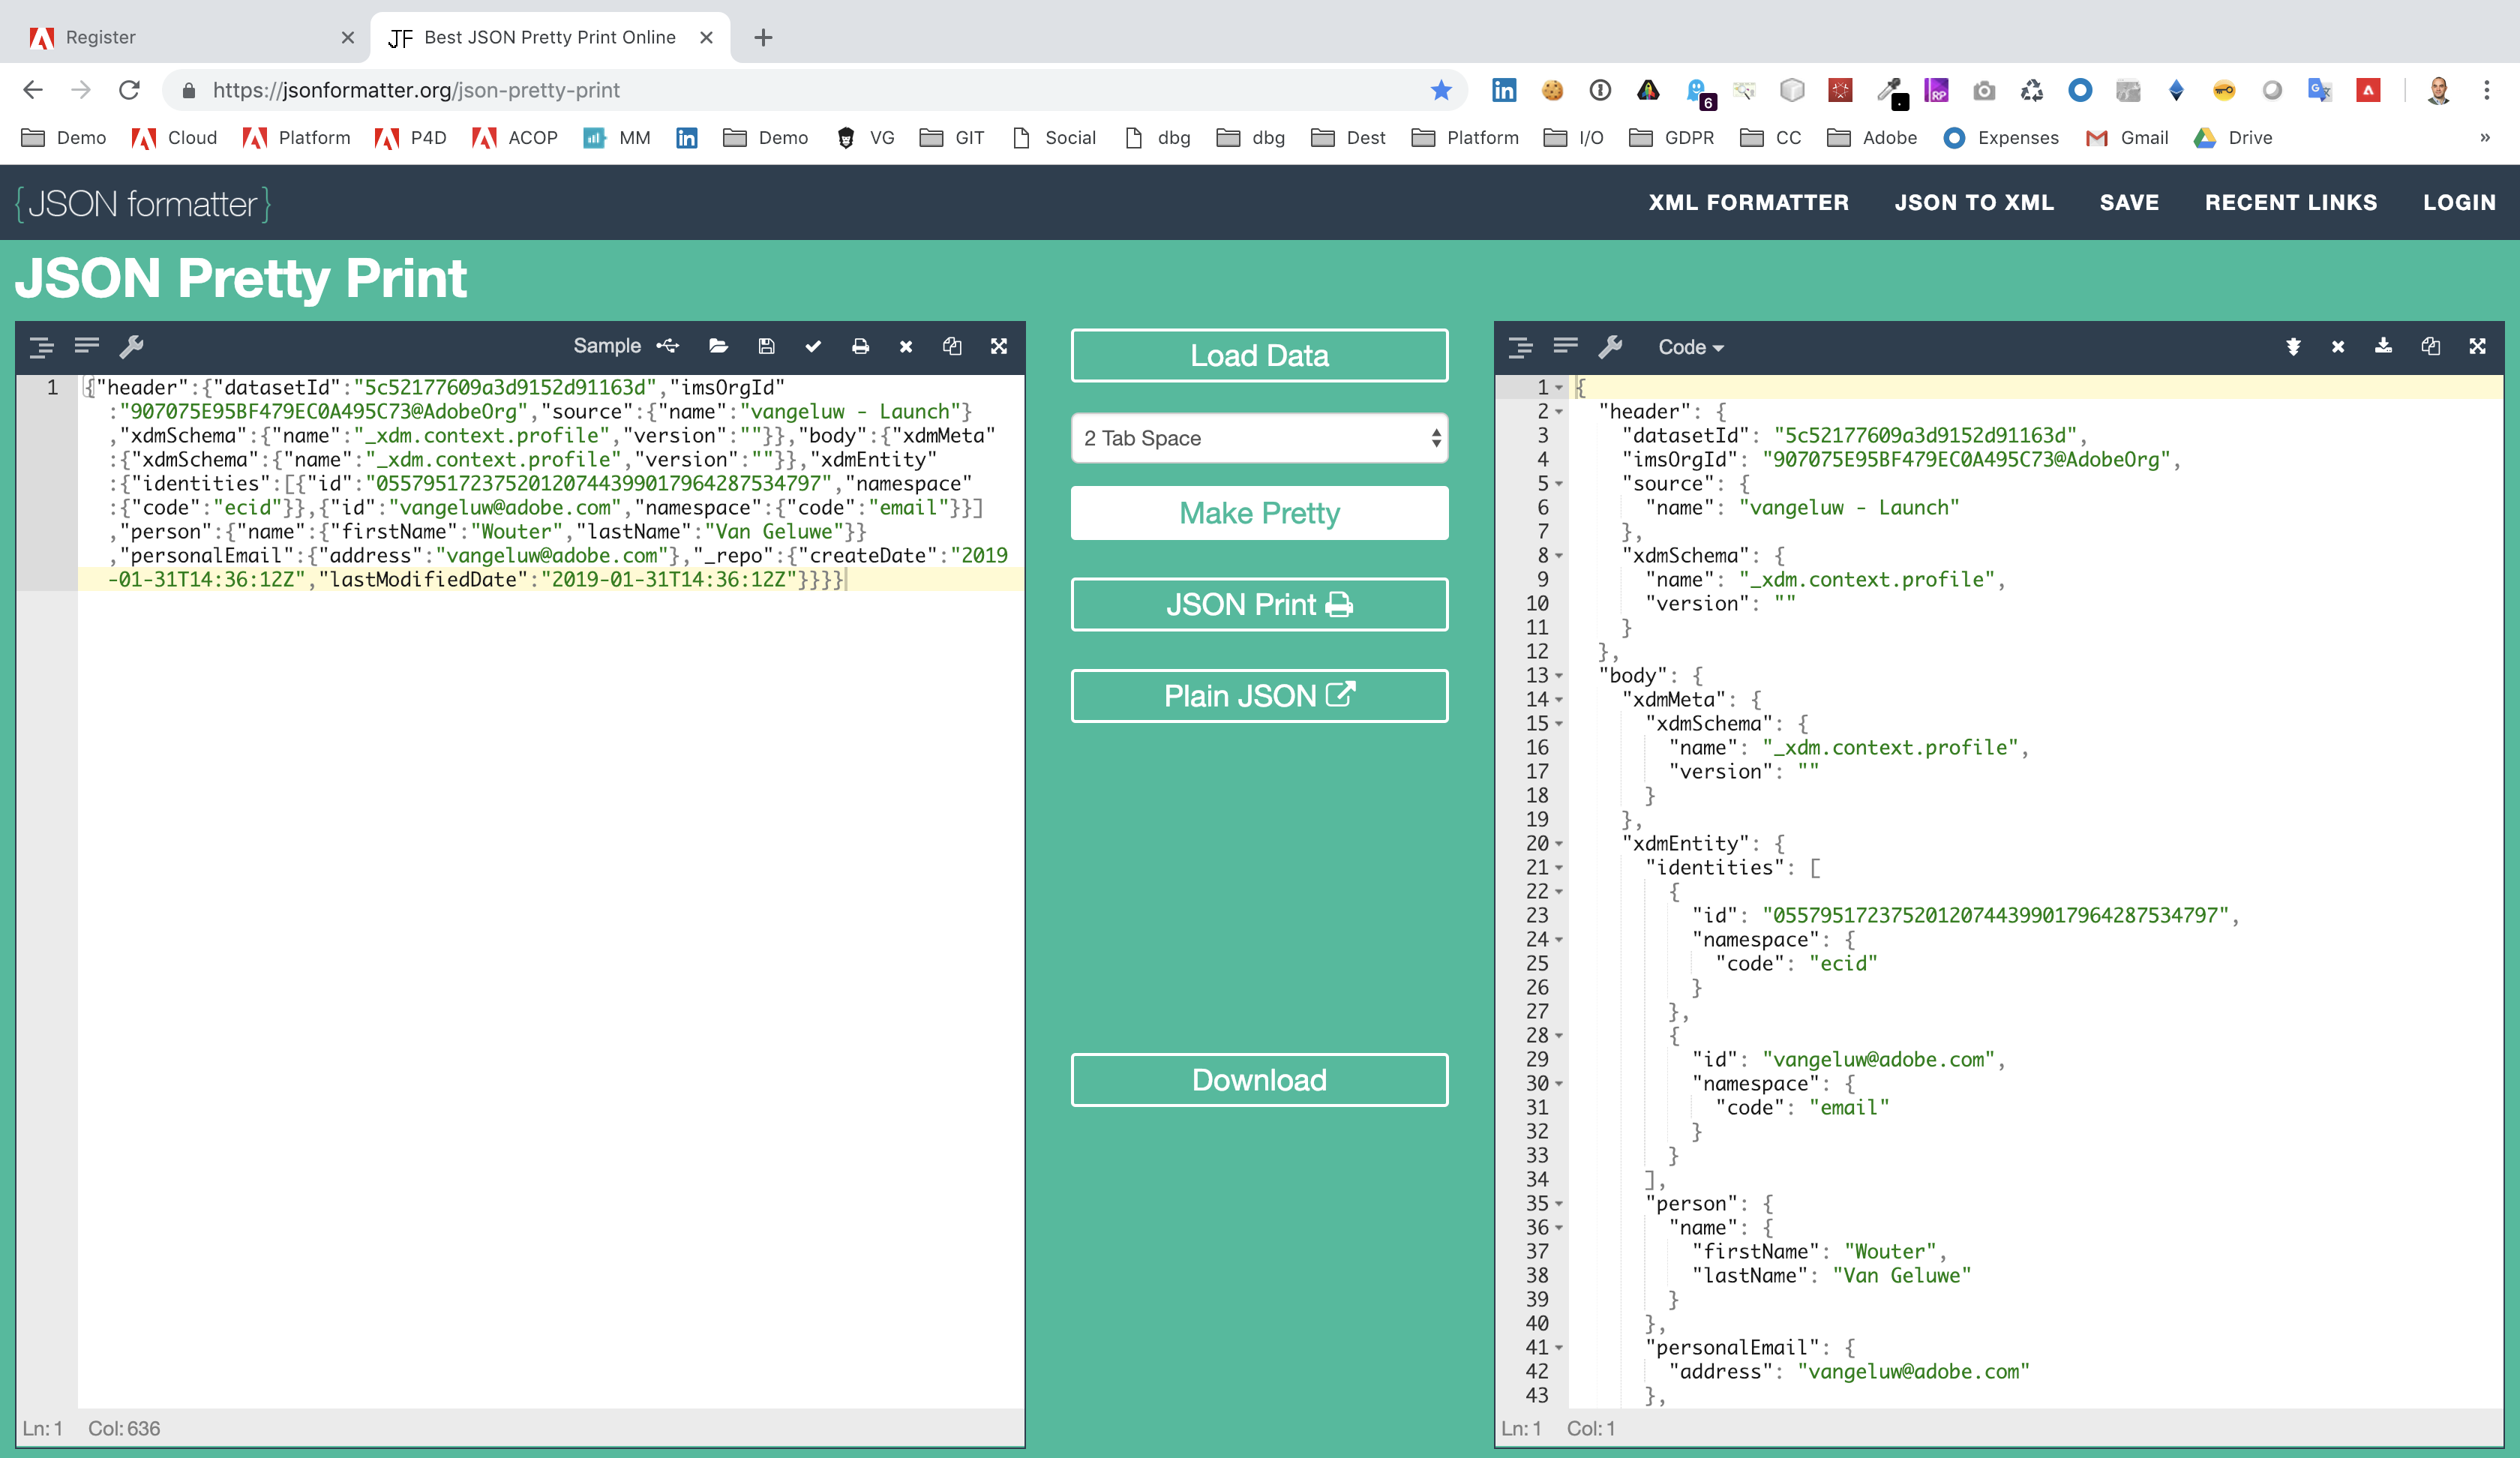 Register
JF Best JSON Pretty Print Online
https://jsonformatter.org/json-pretty-print
6
RP
Demo Cloud Platform P4D ACOP MM Demo VG GIT Social dbg dbg Dest Platform I/O GDPR CC Adobe Expenses Gmail Drive »
{JSON formatter}
XML FORMATTER JSON TO XML SAVE RECENT LINKS LOGIN
JSON Pretty Print
Sample
1 {"header":{"datasetId":"5c52177609a3d9152d91163d","imsOrgId"
:"907075E95BF479EC0A495C73@AdobeOrg","source":{"name":"vangeluw - Launch"}
,"xdmSchema":{"name":"_xdm.context.profile","version":""}},"body":{"xdmMeta"
:{"xdmSchema":{"name":"_xdm.context.profile","version":""}},"xdmEntity"
:{"identities":[{"id":"05579517237520120744399017964287534797","namespace"
:{"code":"ecid"}},{"id":"vangeluw@adobe.com","namespace":{"code":"email"}}]
,"person":{"name":{"firstName":"Wouter","lastName":"Van Geluwe"}}
,"personalEmail":{"address":"vangeluw@adobe.com"},"_repo":{"createDate":"2019
-01-31T14:36:12Z","lastModifiedDate":"2019-01-31T14:36:12Z"}}}}
Ln: 1 Col: 636
Load Data
2 Tab Space
Make Pretty
JSON Print
Plain JSON
Download
Code
1 {
2 "header": {
3 "datasetId": "5c52177609a3d9152d91163d",
4 "imsOrgId": "907075E95BF479EC0A495C73@AdobeOrg",
5 "source": {
6 "name": "vangeluw - Launch"
7 },
8 "xdmSchema": {
9 "name": "_xdm.context.profile",
10 "version": ""
11 }
12 },
13 "body": {
14 "xdmMeta": {
15 "xdmSchema": {
16 "name": "_xdm.context.profile",
17 "version": ""
18 }
19 },
20 "xdmEntity": {
21 "identities": [
22 {
23 "id": "05579517237520120744399017964287534797",
24 "namespace": {
25 "code": "ecid"
26 }
27 },
28 {
29 "id": "vangeluw@adobe.com",
30 "namespace": {
31 "code": "email"
32 }
33 }
34 ],
35 "person": {
36 "name": {
37 "firstName": "Wouter",
38 "lastName": "Van Geluwe"
39 }
40 },
41 "personalEmail": {
42 "address": "vangeluw@adobe.com"
43 },
Ln: 1 Col: 1